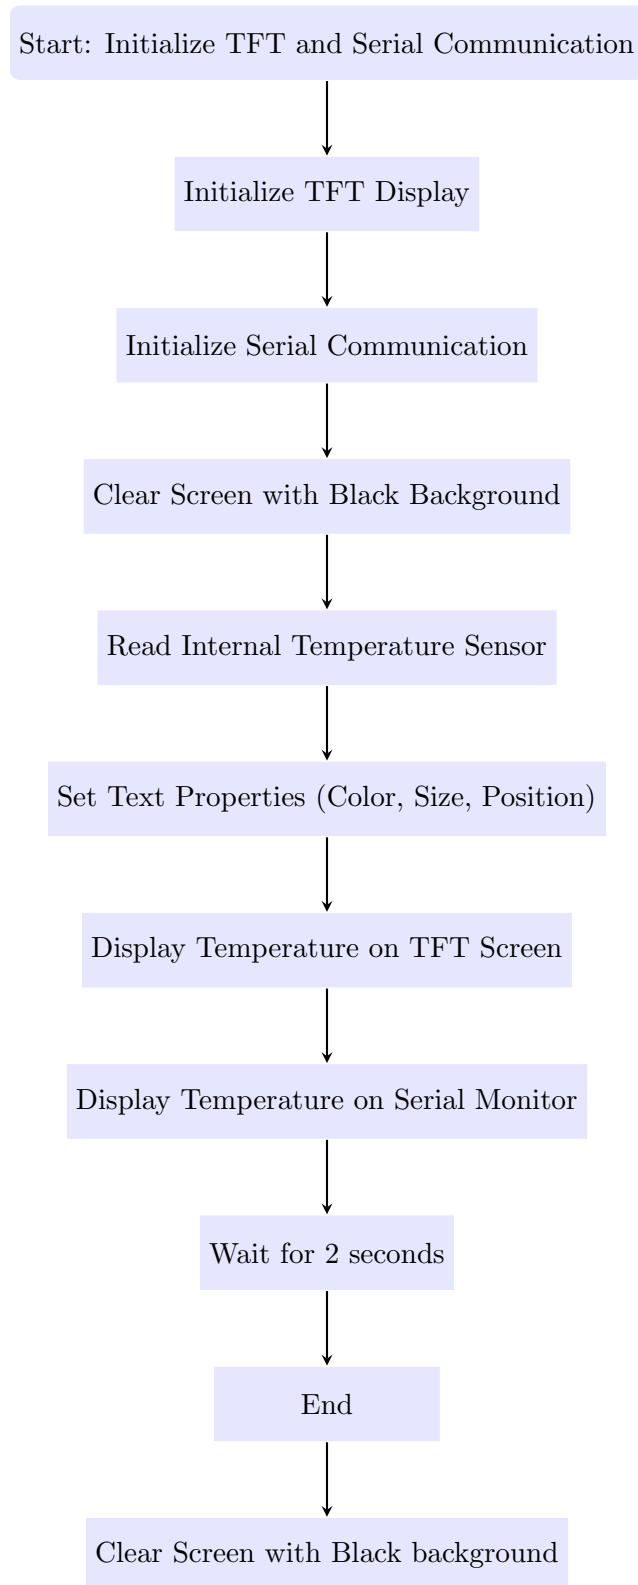 Start: Initialize TFT and Serial Communication
Initialize TFT Display
Initialize Serial Communication
Clear Screen with Black Background
Read Internal Temperature Sensor
Set Text Properties (Color, Size, Position)
Display Temperature on TFT Screen
Display Temperature on Serial Monitor
Wait for 2 seconds
End
Clear Screen with Black background